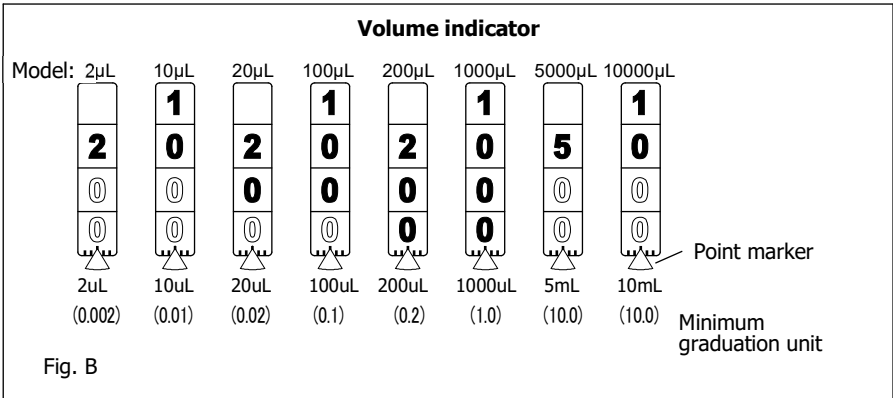 Volume indicator
Model: 2µL 10µL 20µL 100µL 200µL 1000µL 5000µL 10000µL
1 1 1 1
2 0 2 0 2 0 5 0
0 0 0 0 0 0 0 0
0 0 0 0 0 0 0 0
Point marker
2uL 10uL 20uL 100uL 200uL 1000uL 5mL 10mL
(0.002) (0.01) (0.02) (0.1) (0.2) (1.0) (10.0) (10.0)
Minimum
graduation unit
Fig. B